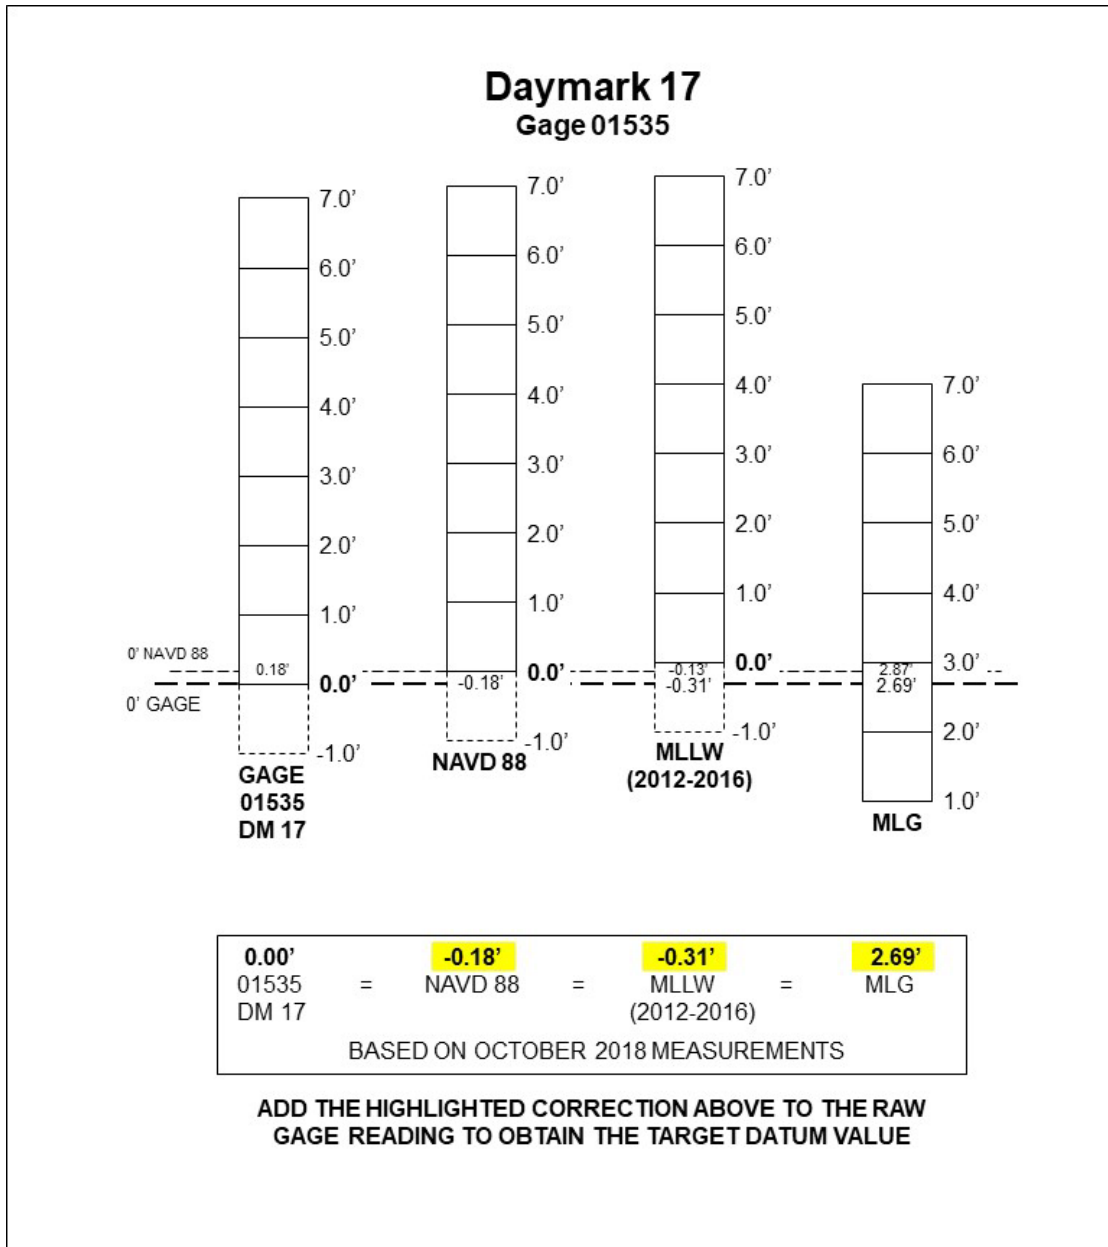 Daymark 17
Gage 01535
7.0’
6.0’
5.0’
4.0’
3.0’
2.0’
1.0’
0’ NAVD 88
0.18’
0.0’
0’ GAGE
-1.0’
GAGE
01535
DM 17
7.0’
6.0’
5.0’
4.0’
3.0’
2.0’
1.0’
0.0’
-0.18’
-1.0’
NAVD 88
7.0’
6.0’
5.0’
4.0’
3.0’
2.0’
1.0’
0.0’
-0.13’
-0.31’
-1.0’
MLLW
(2012-2016)
7.0’
6.0’
5.0’
4.0’
3.0’
2.87’
2.69’
2.0’
1.0’
MLG
0.00’ -0.18’ -0.31’ 2.69’
01535 = NAVD 88 = MLLW = MLG
DM 17 (2012-2016)
BASED ON OCTOBER 2018 MEASUREMENTS
ADD THE HIGHLIGHTED CORRECTION ABOVE TO THE RAW
GAGE READING TO OBTAIN THE TARGET DATUM VALUE